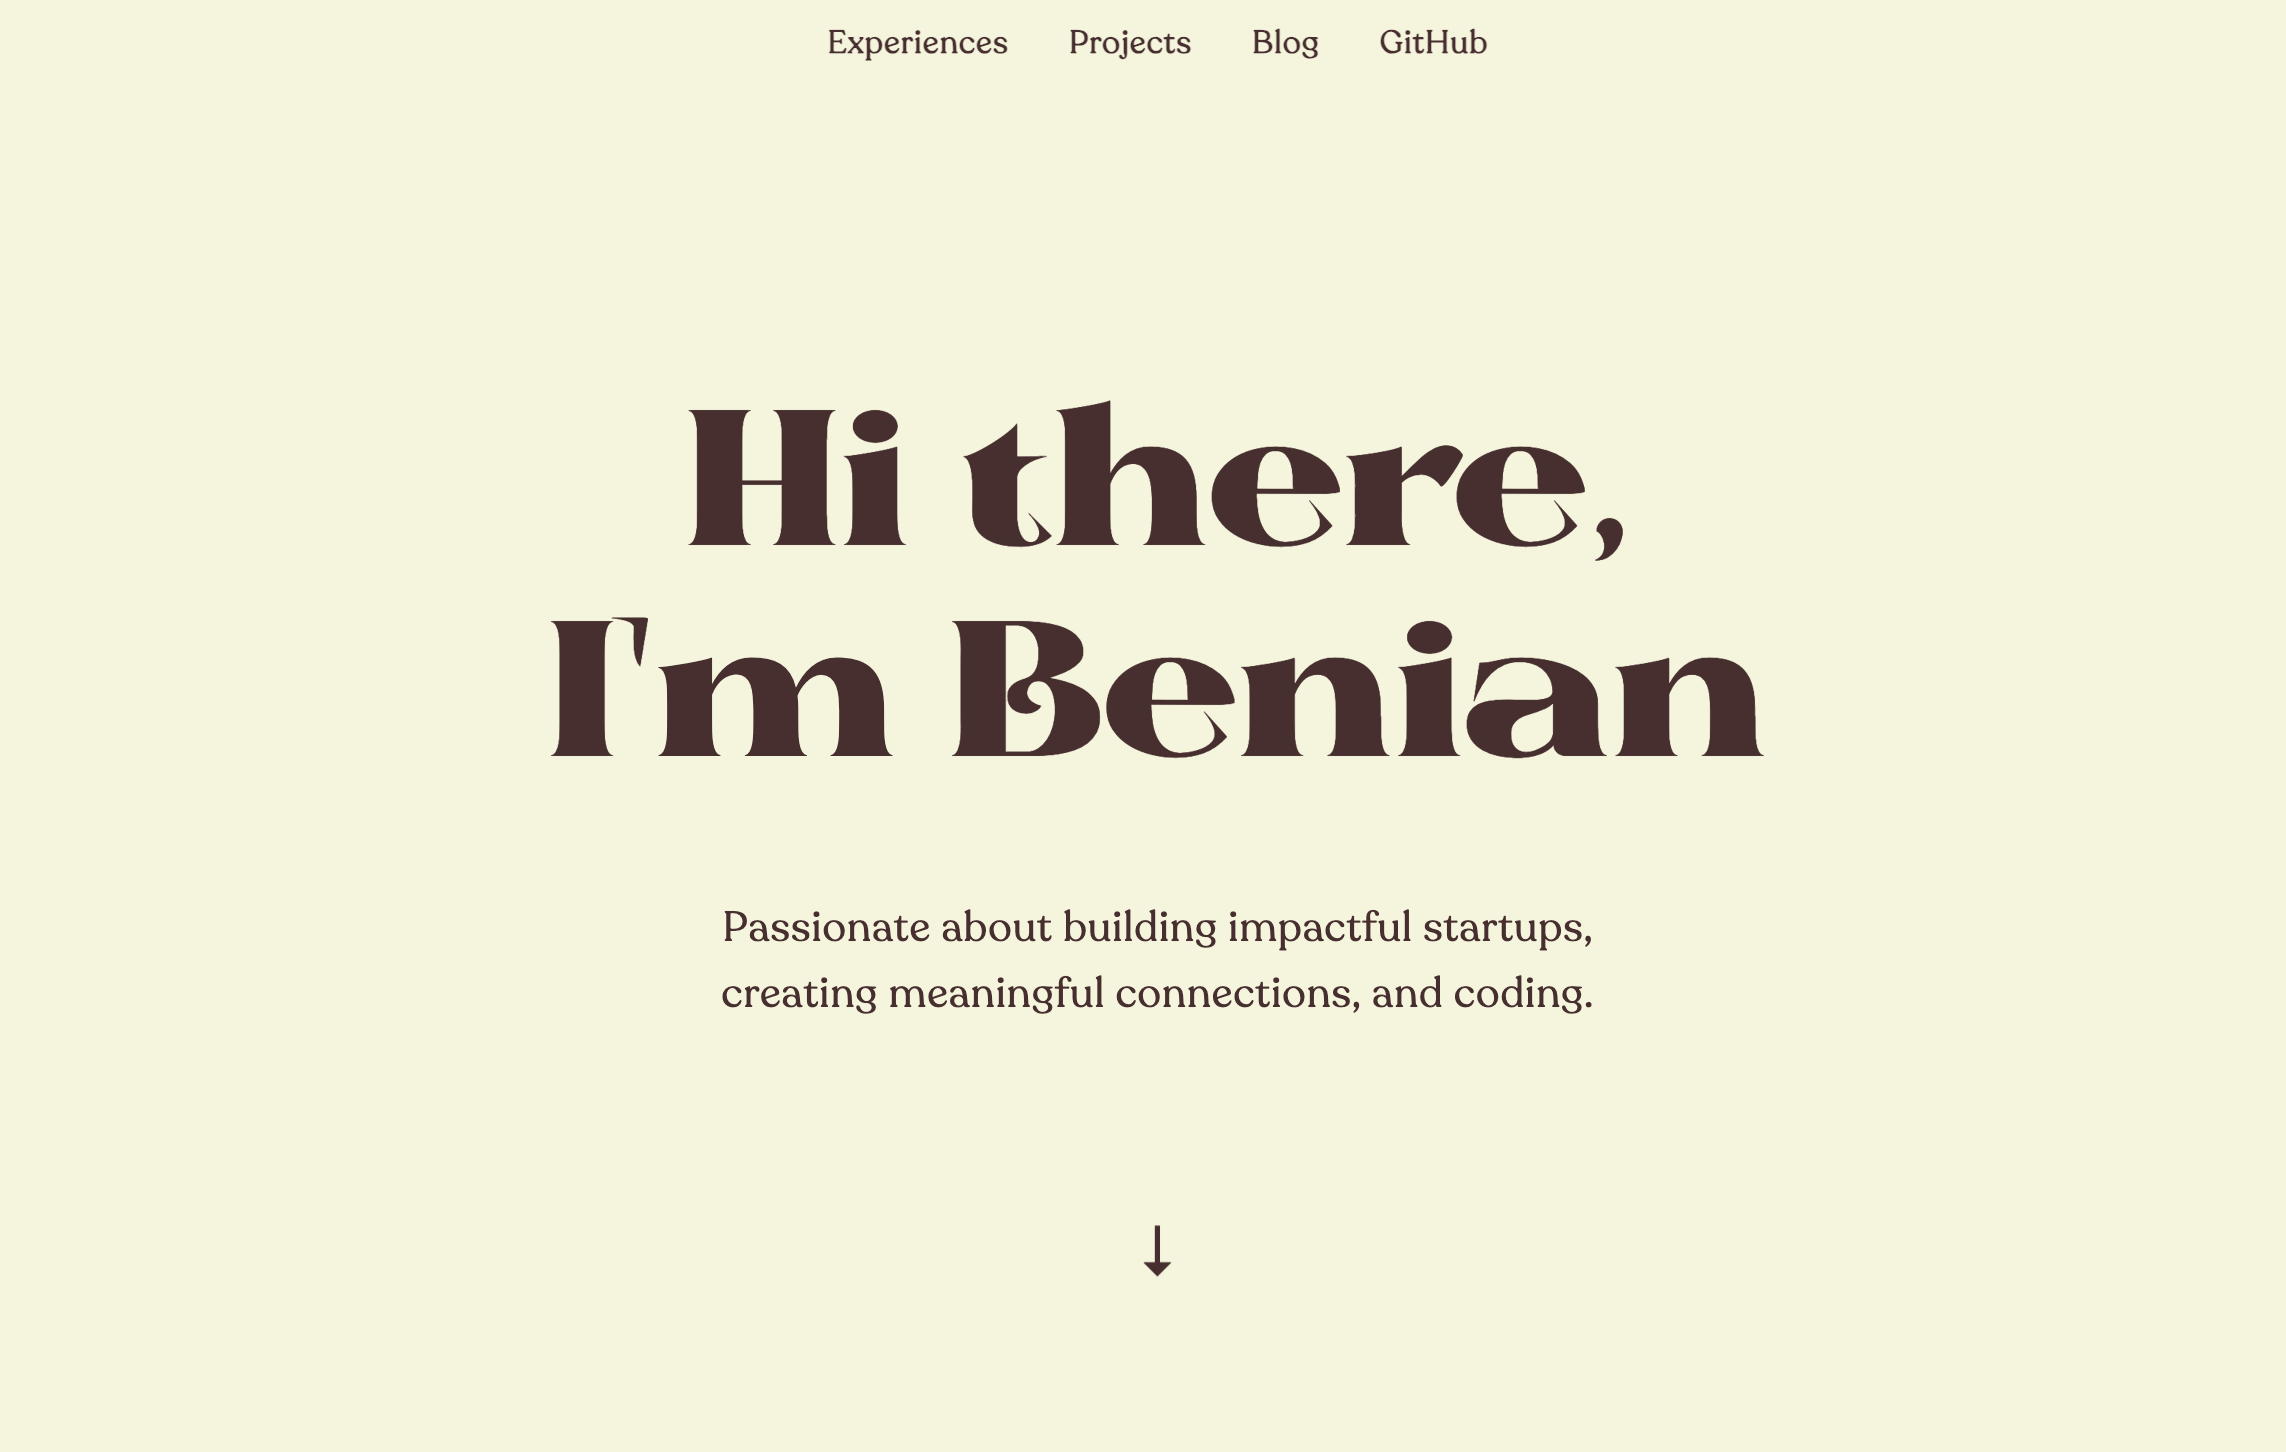 Experiences Projects Blog GitHub
Hi there,
I'm Benian
Passionate about building impactful startups,
creating meaningful connections, and coding.